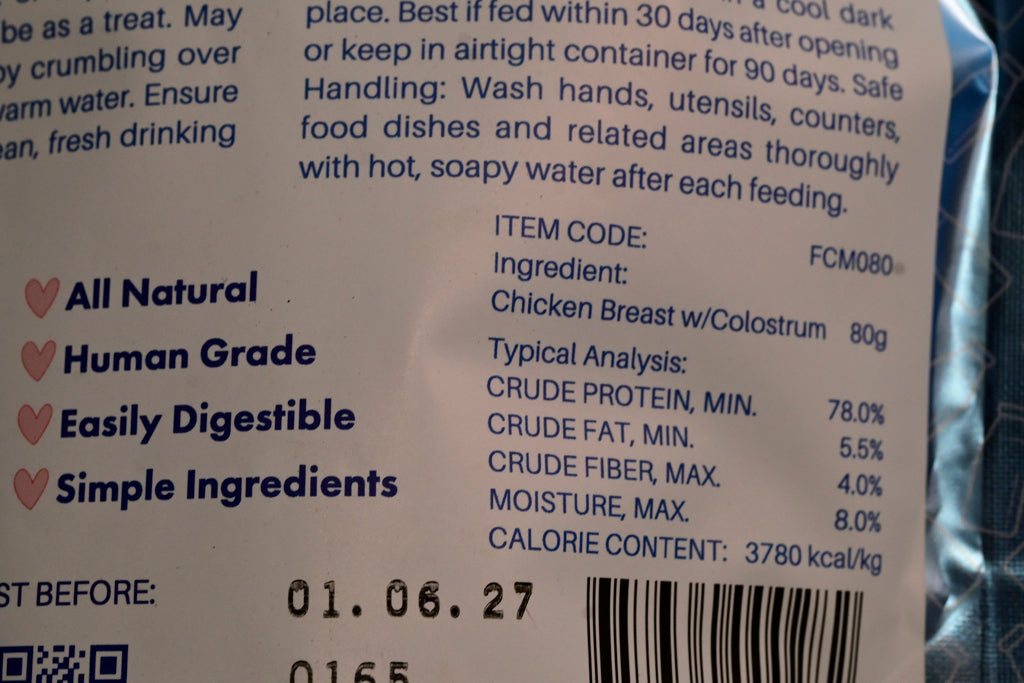 be as a treat. May
by crumbling over
warm water. Ensure
fresh drinking
cool dark
place. Best if fed within 30 days after opening
or keep in airtight container for 90 days. Safe
Handling: Wash hands, utensils, counters,
food dishes and related areas thoroughly
with hot, soapy water after each feeding.
All Natural
Human Grade
Easily Digestible
Simple Ingredients
ITEM CODE: FCM080
Ingredient:
Chicken Breast w/Colostrum 80g
Typical Analysis:
CRUDE PROTEIN, MIN. 78.0%
CRUDE FAT, MIN. 5.5%
CRUDE FIBER, MAX. 4.0%
MOISTURE, MAX. 8.0%
CALORIE CONTENT: 3780 kcal/kg
ST BEFORE: 01.06.27
0165